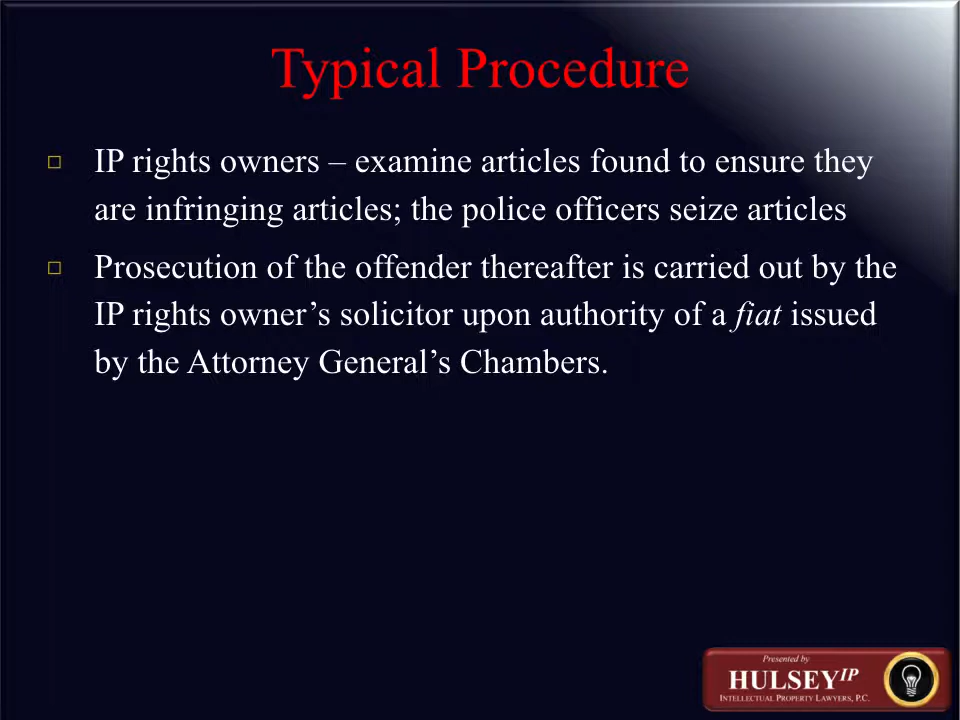 Typical Procedure
IP rights owners – examine articles found to ensure they
are infringing articles; the police officers seize articles
Prosecution of the offender thereafter is carried out by the
IP rights owner’s solicitor upon authority of a fiat issued
by the Attorney General’s Chambers.
Presented by
HULSEY IP
INTELLECTUAL PROPERTY LAWYERS, P.C.